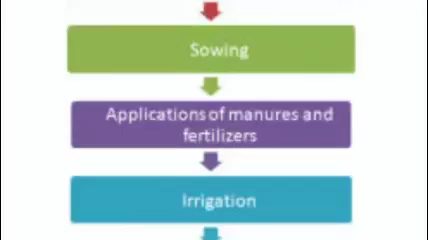 Sowing
Applications of manures and
fertilizers
Irrigation